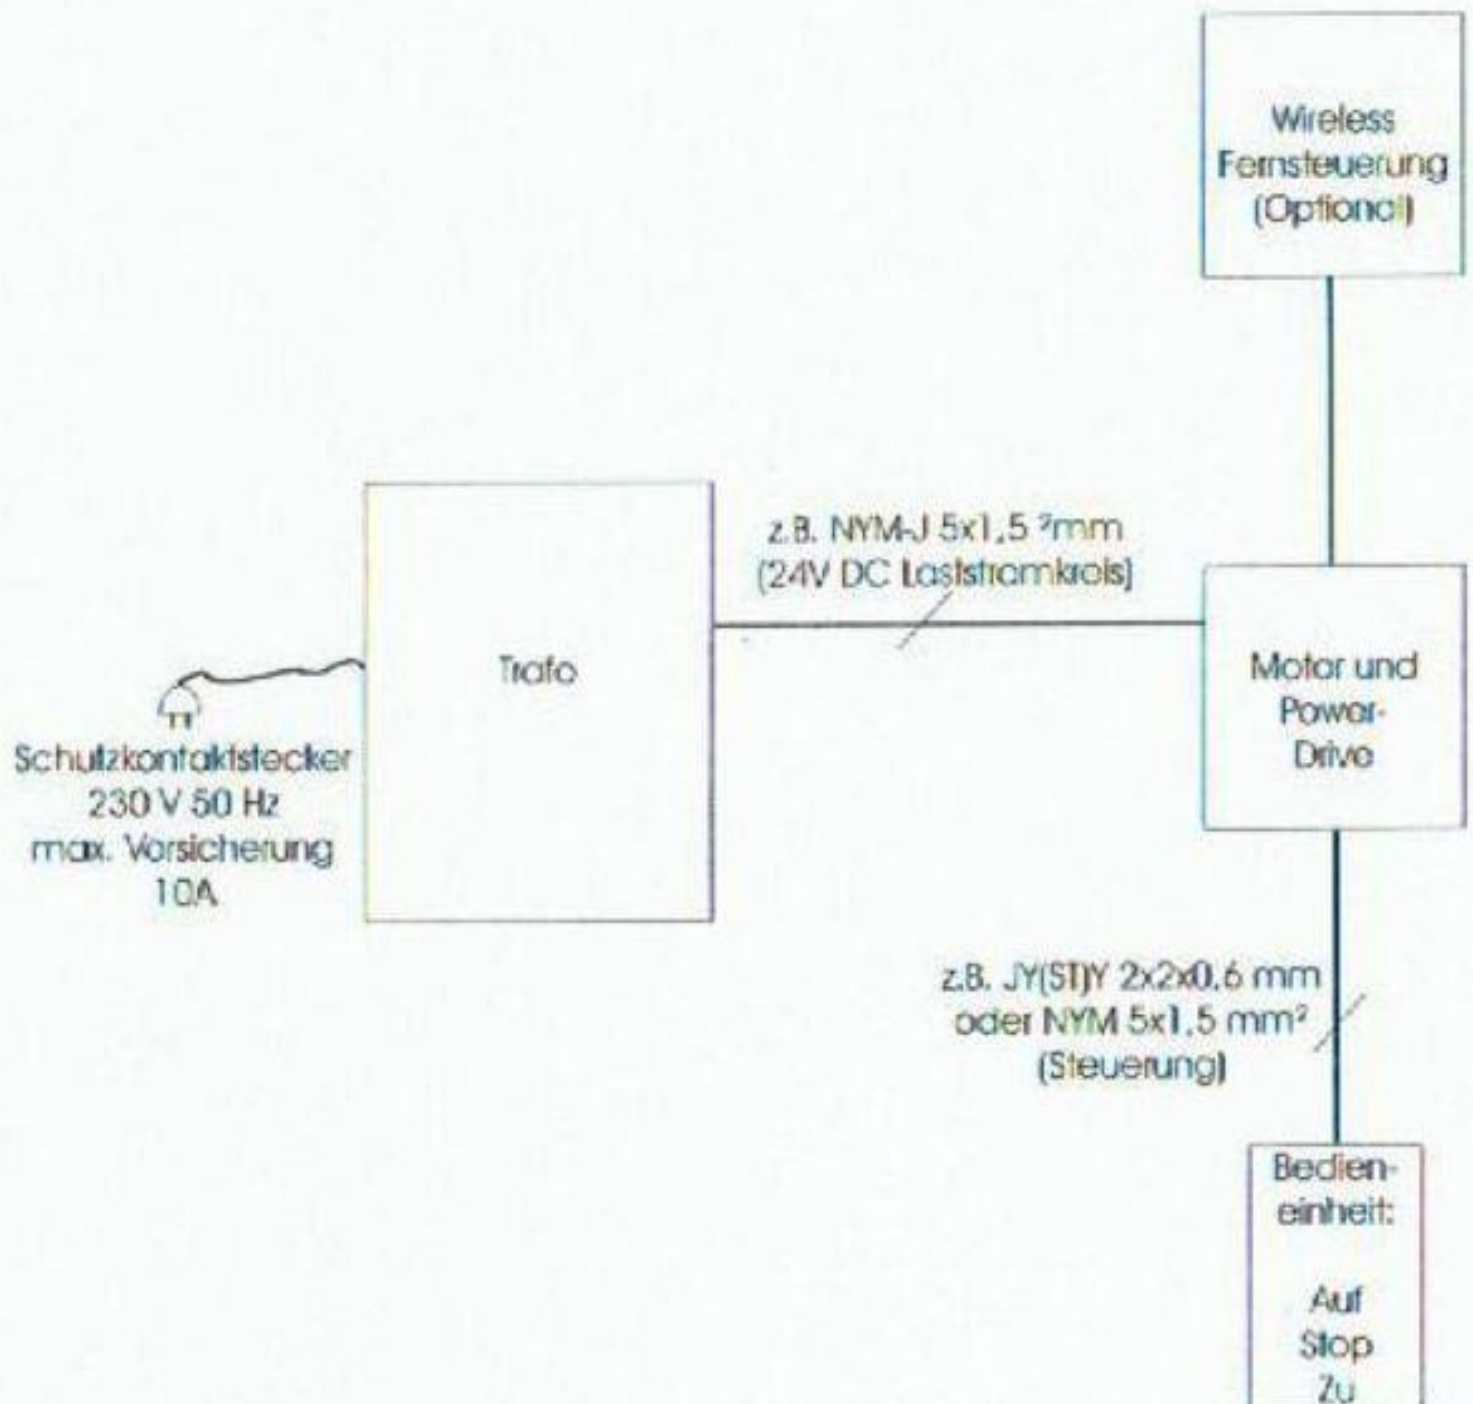 Wireless
Fernsteuerung
(Optional)
z.B. NYM-J 5x1,5 ²mm
(24V DC Laststromkreis)
Trafo
Motor und
Power-
Drive
Schutzkontaktstecker
230 V 50 Hz
max. Vorsicherung
10A
z.B. JY(ST)Y 2x2x0,6 mm
oder NYM 5x1,5 mm²
(Steuerung)
Bedien-
einheit:
Auf
Stop
Zu